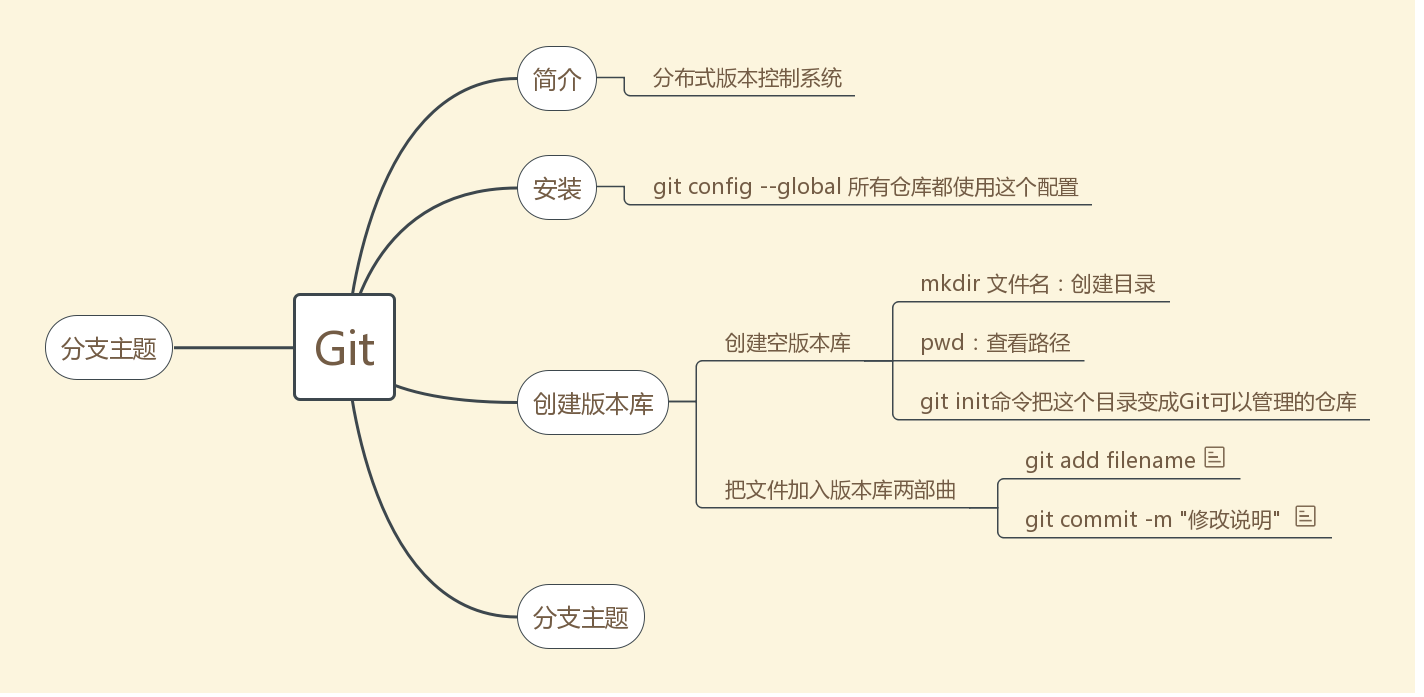 简介
分布式版本控制系统
安装
git config --global 所有仓库都使用这个配置
mkdir 文件名：创建目录
创建空版本库
pwd：查看路径
分支主题
Git
创建版本库
git init命令把这个目录变成Git可以管理的仓库
git add filename
把文件加入版本库两部曲
git commit -m "修改说明"
分支主题